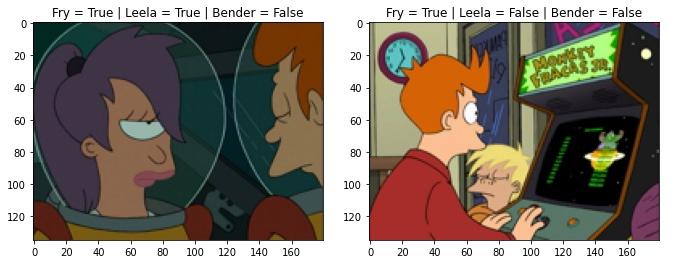 Fry = True | Leela = True | Bender = False
0
20
40
60
80
100
120
0 20 40 60 80 100 120 140 160
Fry = True | Leela = False | Bender = False
0
20
40
60
80
100
120
0 20 40 60 80 100 120 140 160
MONKEY
FRACAS JR.